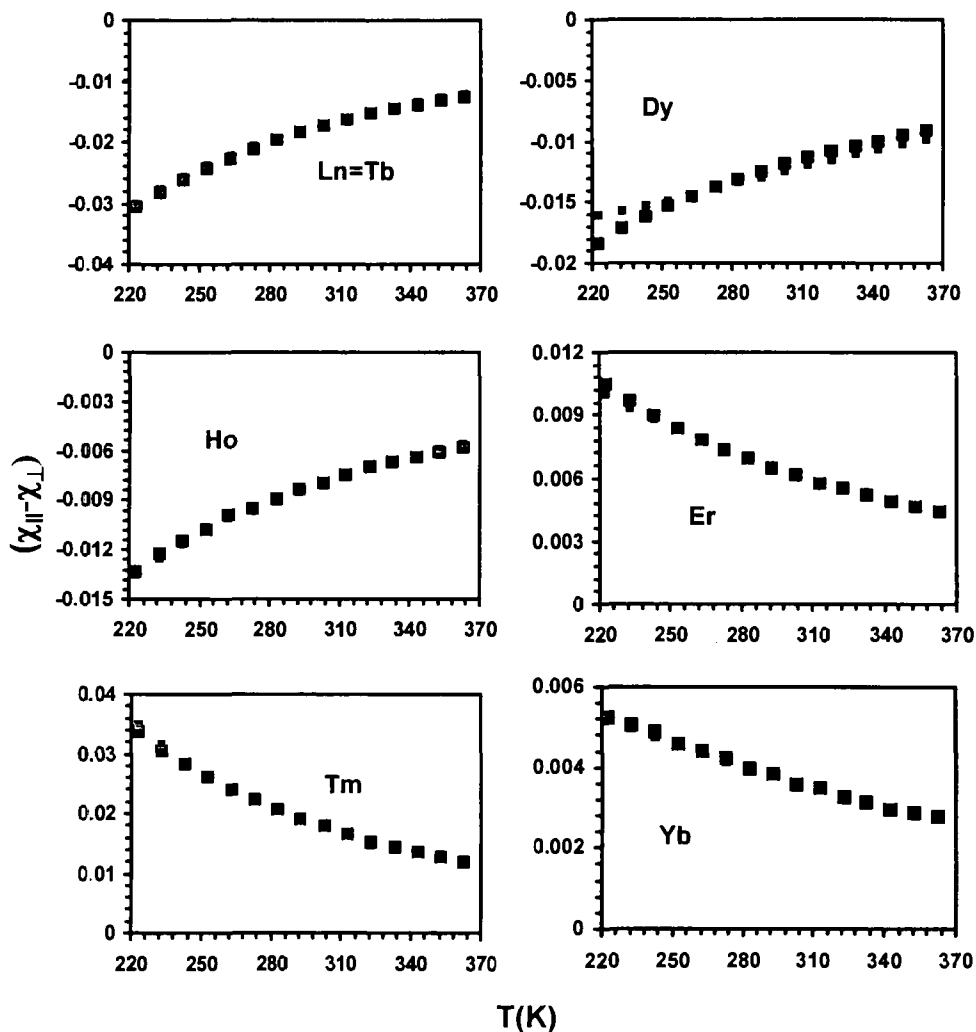 0
-0.01
-0.02
-0.03
-0.04
Ln=Tb
220 250 280 310 340 370
0
-0.005
-0.01
-0.015
-0.02
Dy
220 250 280 310 340 370
0
-0.003
-0.006
-0.009
-0.012
-0.015
Ho
220 250 280 310 340 370
0.012
0.009
0.006
0.003
0
Er
220 250 280 310 340 370
(χ||-χ⊥)
0.04
0.03
0.02
0.01
0
Tm
220 250 280 310 340 370
0.006
0.004
0.002
0
Yb
220 250 280 310 340 370
T(K)